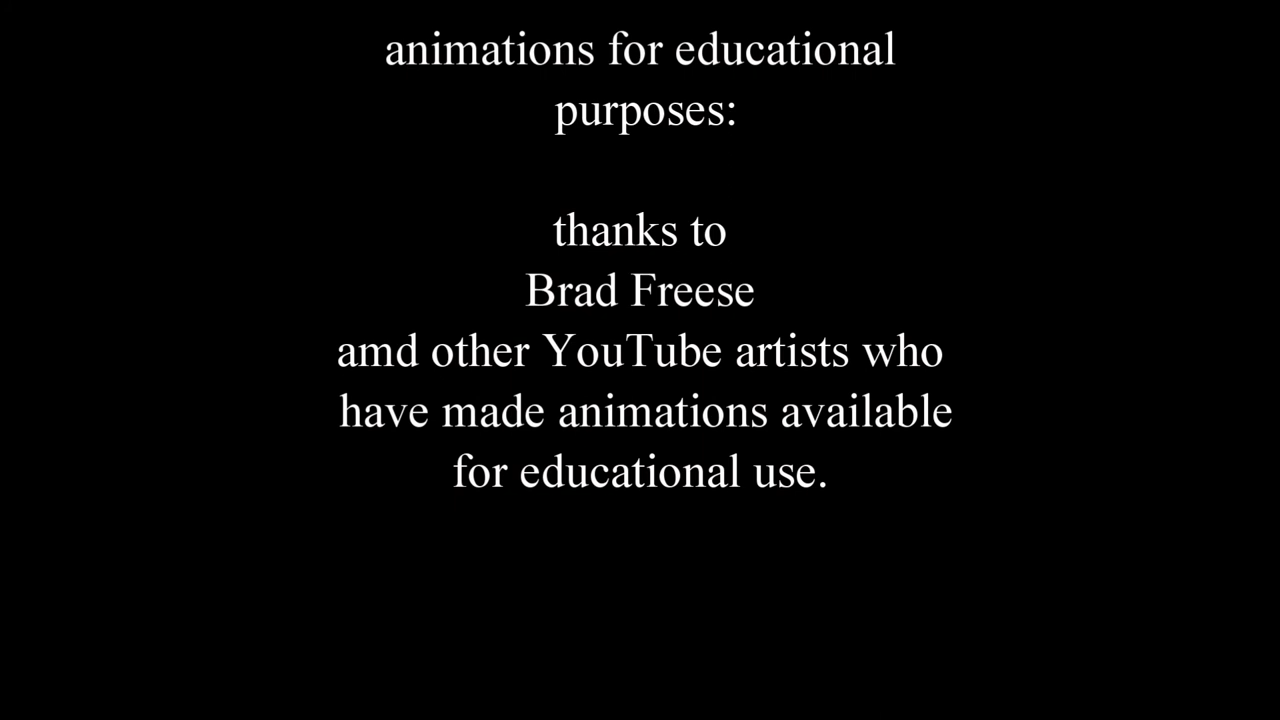 animations for educational
purposes:
thanks to
Brad Freese
amd other YouTube artists who
have made animations available
for educational use.